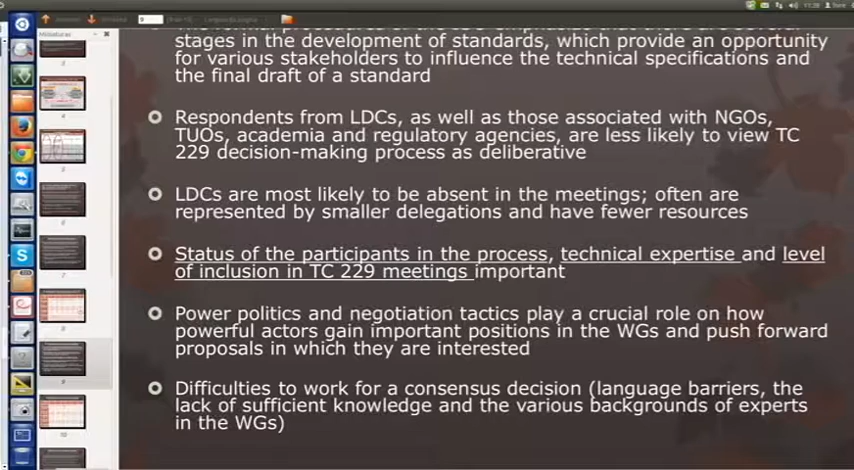 Miniaturas
stages in the development of standards, which provide an opportunity
for various stakeholders to influence the technical specifications and
the final draft of a standard
Respondents from LDCs, as well as those associated with NGOs,
TUOs, academia and regulatory agencies, are less likely to view TC
229 decision-making process as deliberative
LDCs are most likely to be absent in the meetings; often are
represented by smaller delegations and have fewer resources
Status of the participants in the process, technical expertise and level
of inclusion in TC 229 meetings important
Power politics and negotiation tactics play a crucial role on how
powerful actors gain important positions in the WGs and push forward
proposals in which they are interested
Difficulties to work for a consensus decision (language barriers, the
lack of sufficient knowledge and the various backgrounds of experts
in the WGs)